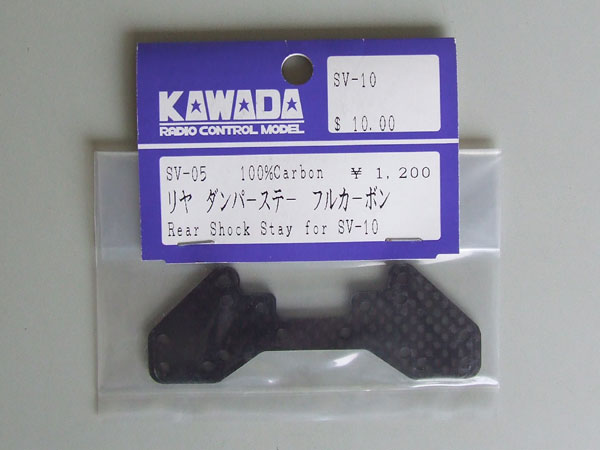 KAWADA
RADIO CONTROL MODEL
SV-10
$ 10.00
SV-05 100%Carbon ¥ 1,200
リヤ ダンパーステー フルカーボン
Rear Shock Stay for SV-10